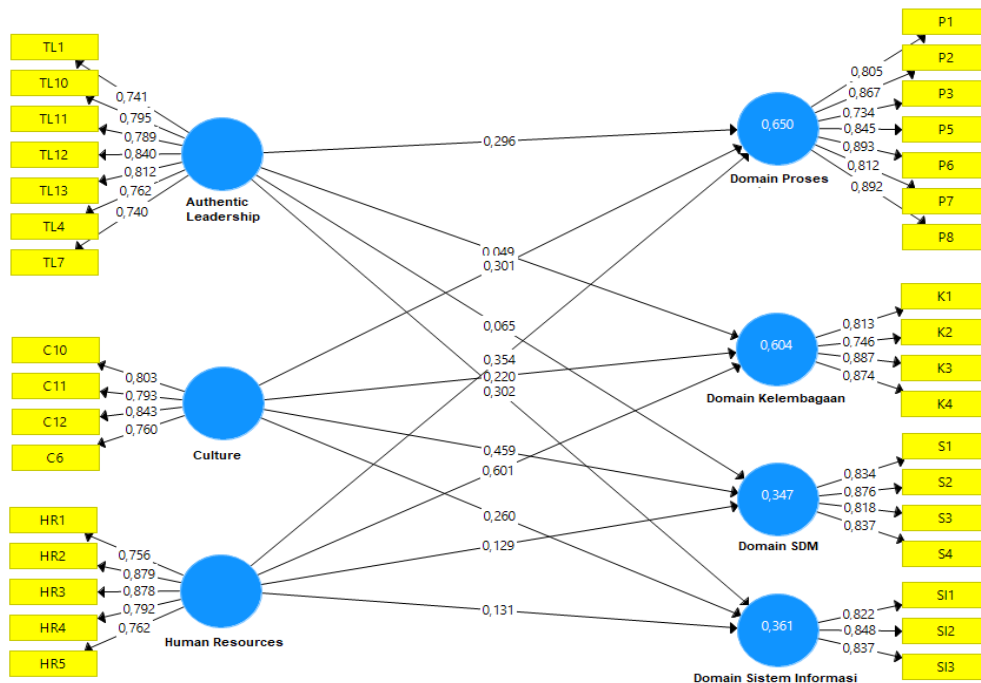 TL1
TL10
TL11
TL12
TL13
TL4
TL7
0,741
0,795
0,789
0,840
0,812
0,762
0,740
Authentic
Leadership
C10
C11
C12
C6
0,803
0,793
0,843
0,760
Culture
HR1
HR2
HR3
HR4
HR5
0,756
0,879
0,878
0,792
0,762
Human Resources
0,296
0,049
0,301
0,065
0,354
0,220
0,302
0,459
0,601
0,260
0,129
0,131
0,650
Domain Proses
0,805
0,867
0,734
0,845
0,893
0,812
0,892
P1
P2
P3
P5
P6
P7
P8
0,604
Domain Kelembagaan
0,813
0,746
0,887
0,874
K1
K2
K3
K4
0,347
Domain SDM
0,834
0,876
0,818
0,837
S1
S2
S3
S4
0,361
Domain Sistem Informasi
0,822
0,848
0,837
SI1
SI2
SI3